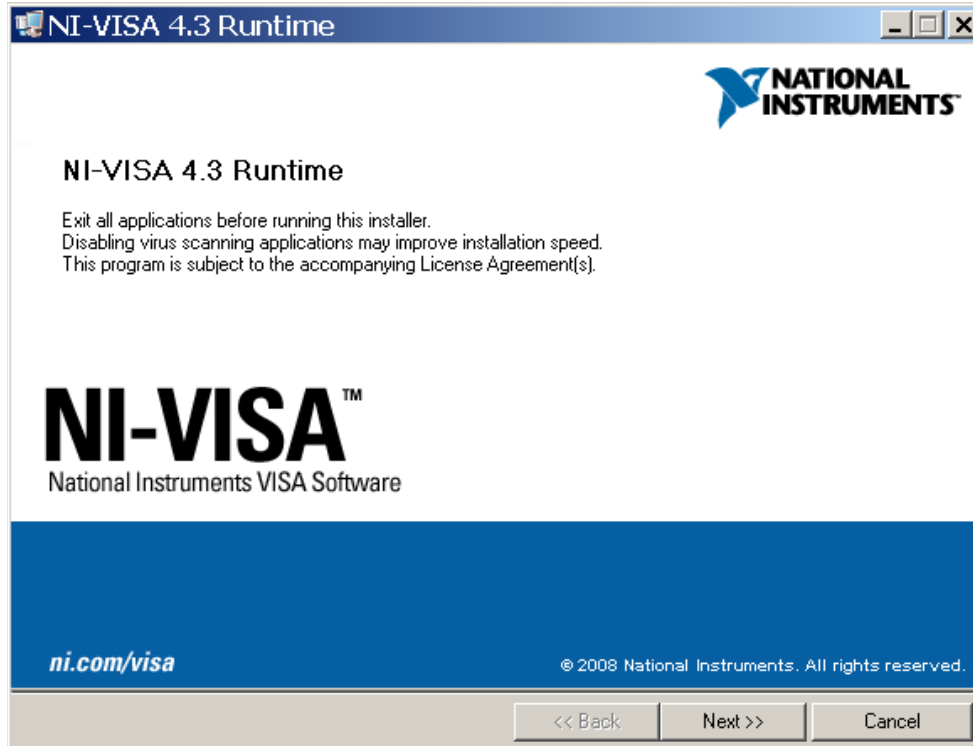 NI-VISA 4.3 Runtime
NATIONAL
INSTRUMENTS™
NI-VISA 4.3 Runtime
Exit all applications before running this installer.
Disabling virus scanning applications may improve installation speed.
This program is subject to the accompanying License Agreement(s).
NI-VISA™
National Instruments VISA Software
ni.com/visa
© 2008 National Instruments. All rights reserved.
<< Back
Next >>
Cancel